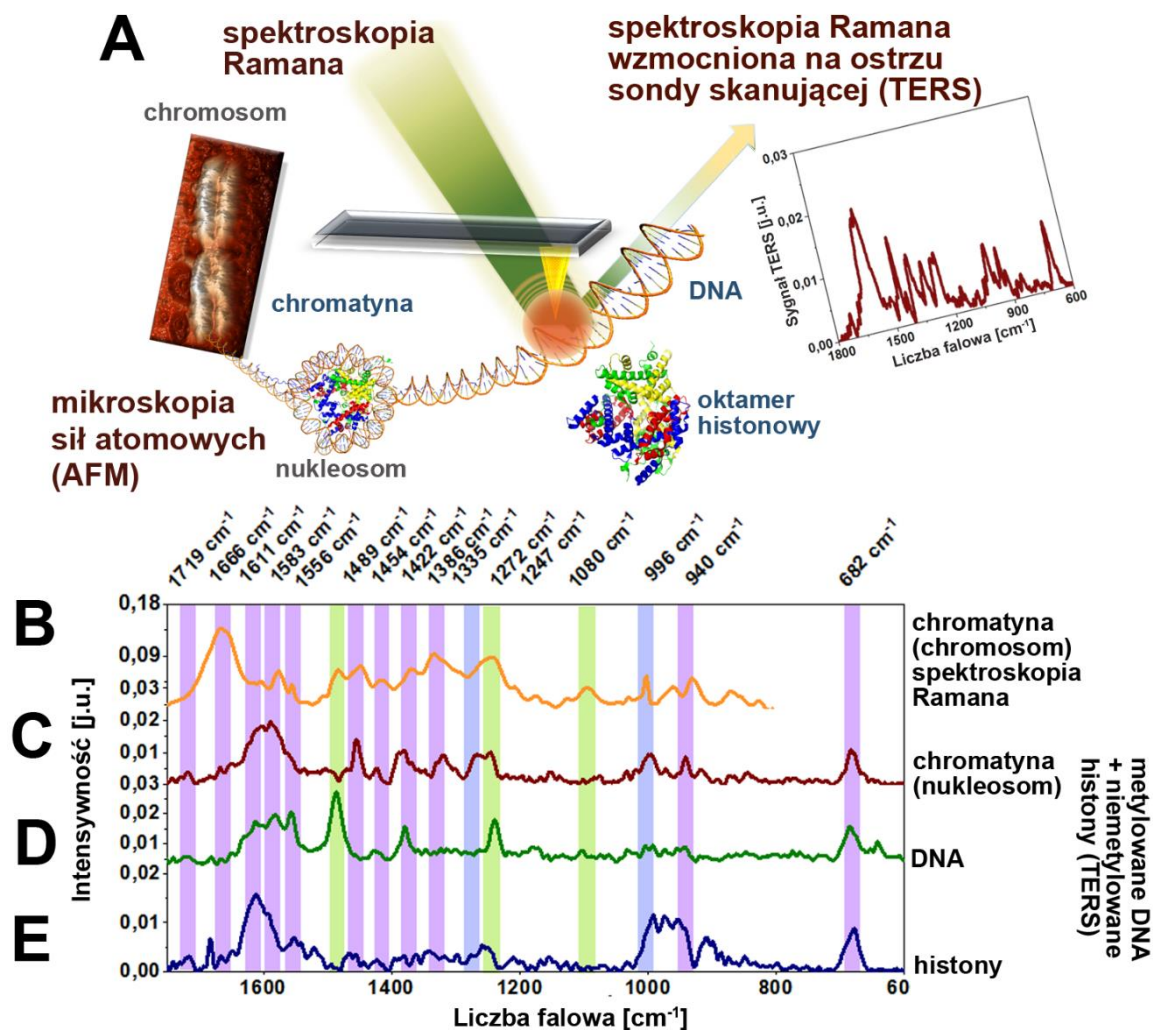 A
spektroskopia
Ramana
spektroskopia Ramana
wzmocniona na ostrzu
sondy skanującej (TERS)
chromosom
chromatyna
DNA
mikroskopia
sił atomowych
(AFM)
nukleosom
oktamer
histonowy
Sygnał TERS [j.u.]
0,03
0,02
0,01
0,00
1800
1500
1200
900
600
Liczba falowa [cm⁻¹]
1719 cm⁻¹
1666 cm⁻¹
1611 cm⁻¹
1583 cm⁻¹
1556 cm⁻¹
1489 cm⁻¹
1454 cm⁻¹
1422 cm⁻¹
1386 cm⁻¹
1335 cm⁻¹
1272 cm⁻¹
1247 cm⁻¹
1080 cm⁻¹
996 cm⁻¹
940 cm⁻¹
682 cm⁻¹
B
C
D
E
Intensywność [j.u.]
0,18
0,09
0,03
0,02
0,01
0,03
0,02
0,01
0,02
0,01
0,00
1600
1400
1200
1000
800
60
Liczba falowa [cm⁻¹]
chromatyna
(chromosom)
spektroskopia
Ramana
chromatyna
(nukleosom)
DNA
histony
metylowane DNA
+ niemetylowane
histony (TERS)